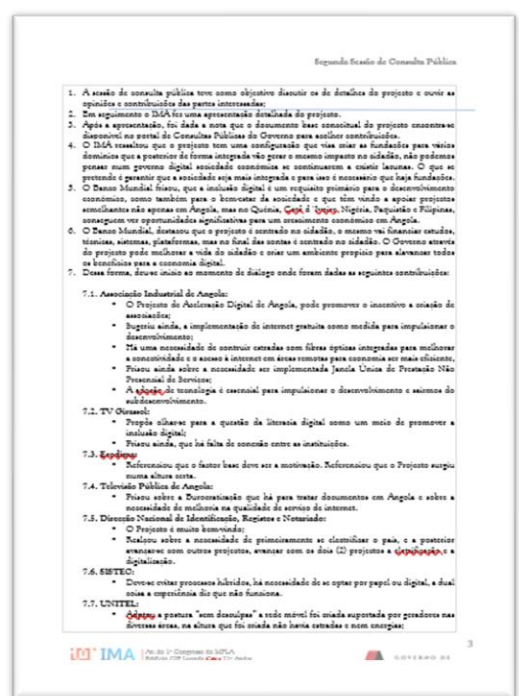 Segunda Sessão de Consulta Pública
1. A sessão de consulta pública teve como objectivo discutir os de detalhes do projecto e ouvir as
opiniões e contribuições das partes interessadas;
2. Em seguimento o IMA fez uma apresentação detalhada do projecto.
3. Após a apresentação, foi dada a nota que o documento base conceitual do projecto encontra-se
disponível no portal de Consultas Públicas do Governo para acolher contribuições.
4. O IMA ressaltou que o projecto tem uma configuração que visa criar as fundações para vários
domínios que a posterior de forma integrada vão gerar o mesmo impacto no cidadão, não podemos
pensar num governo digital sociedade económica se continuarem a existir lacunas. O que se
pretende é garantir que a sociedade seja mais integrada e para isso é necessário que haja fundações.
5. O Banco Mundial frisou, que a inclusão digital é um requisito primário para o desenvolvimento
económico, como também para o bem-estar da sociedade e que têm vindo a apoiar projectos
semelhantes não apenas em Angola, mas no Quénia, Nigéria, Paquistão e Filipinas,
conseguem ver oportunidades significativas para um crescimento económico em Angola.
6. O Banco Mundial, destacou que o projecto é centrado no cidadão, o mesmo vai financiar estudos,
técnicas, sistemas, plataformas, mas no final das contas é centrado no cidadão. O Governo através
do projecto pode melhorar a vida do cidadão e criar um ambiente propício para alavancar todos
os benefícios para a economia digital.
7. Dessa forma, deu-se início ao momento de diálogo onde foram dadas as seguintes contribuições:
7.1. Associação Industrial de Angola:
• O Projecto de Aceleração Digital de Angola, pode promover o incentivo a criação de
associações;
• Sugeriu ainda, a implementação de internet gratuita como medida para impulsionar o
desenvolvimento;
• Há uma necessidade de contruir estradas com fibras ópticas integradas para melhorar
a conectividade e o acesso à internet em áreas remotas para economia ser mais eficiente,
• Frisou ainda sobre a necessidade ser implementada Janela Única de Prestação Não
Presencial de Serviços;
• A adoção de tecnologia é essencial para impulsionar o desenvolvimento e sairmos do
subdesenvolvimento.
7.2. TV Girassol:
• Propôs olhar-se para a questão da literacia digital como um meio de promover a
inclusão digital;
• Frisou ainda, que há falta de conexão entre as instituições.
7.3.
• Referenciou que o factor base deve ser a motivação. Referenciou que o Projecto surgiu
numa altura certa.
7.4. Televisão Pública de Angola:
• Frisou sobre a Burocratização que há para tratar documentos em Angola e sobre a
necessidade de melhoria na qualidade de serviço de internet.
7.5. Direcção Nacional de Identificação, Registos e Notariado:
• O Projecto é muito bem-vindo;
• Realçou sobre a necessidade de primeiramente se electrificar o país, e a posterior
avançar-se com outros projectos, avançar com os dois (2) projectos a e a
digitalização.
7.6. SISTEC:
• Deve-se evitar processos híbridos, há necessidade de se optar por papel ou digital, a dual
coisa a experiência diz que não funciona.
7.7. UNITEL:
• Adotou a postura "sem desculpas" a rede móvel foi criada suportada por geradores nas
diversas áreas, na altura que foi criada não havia estradas e nem energias;
3
IMA
GOVERNO DE